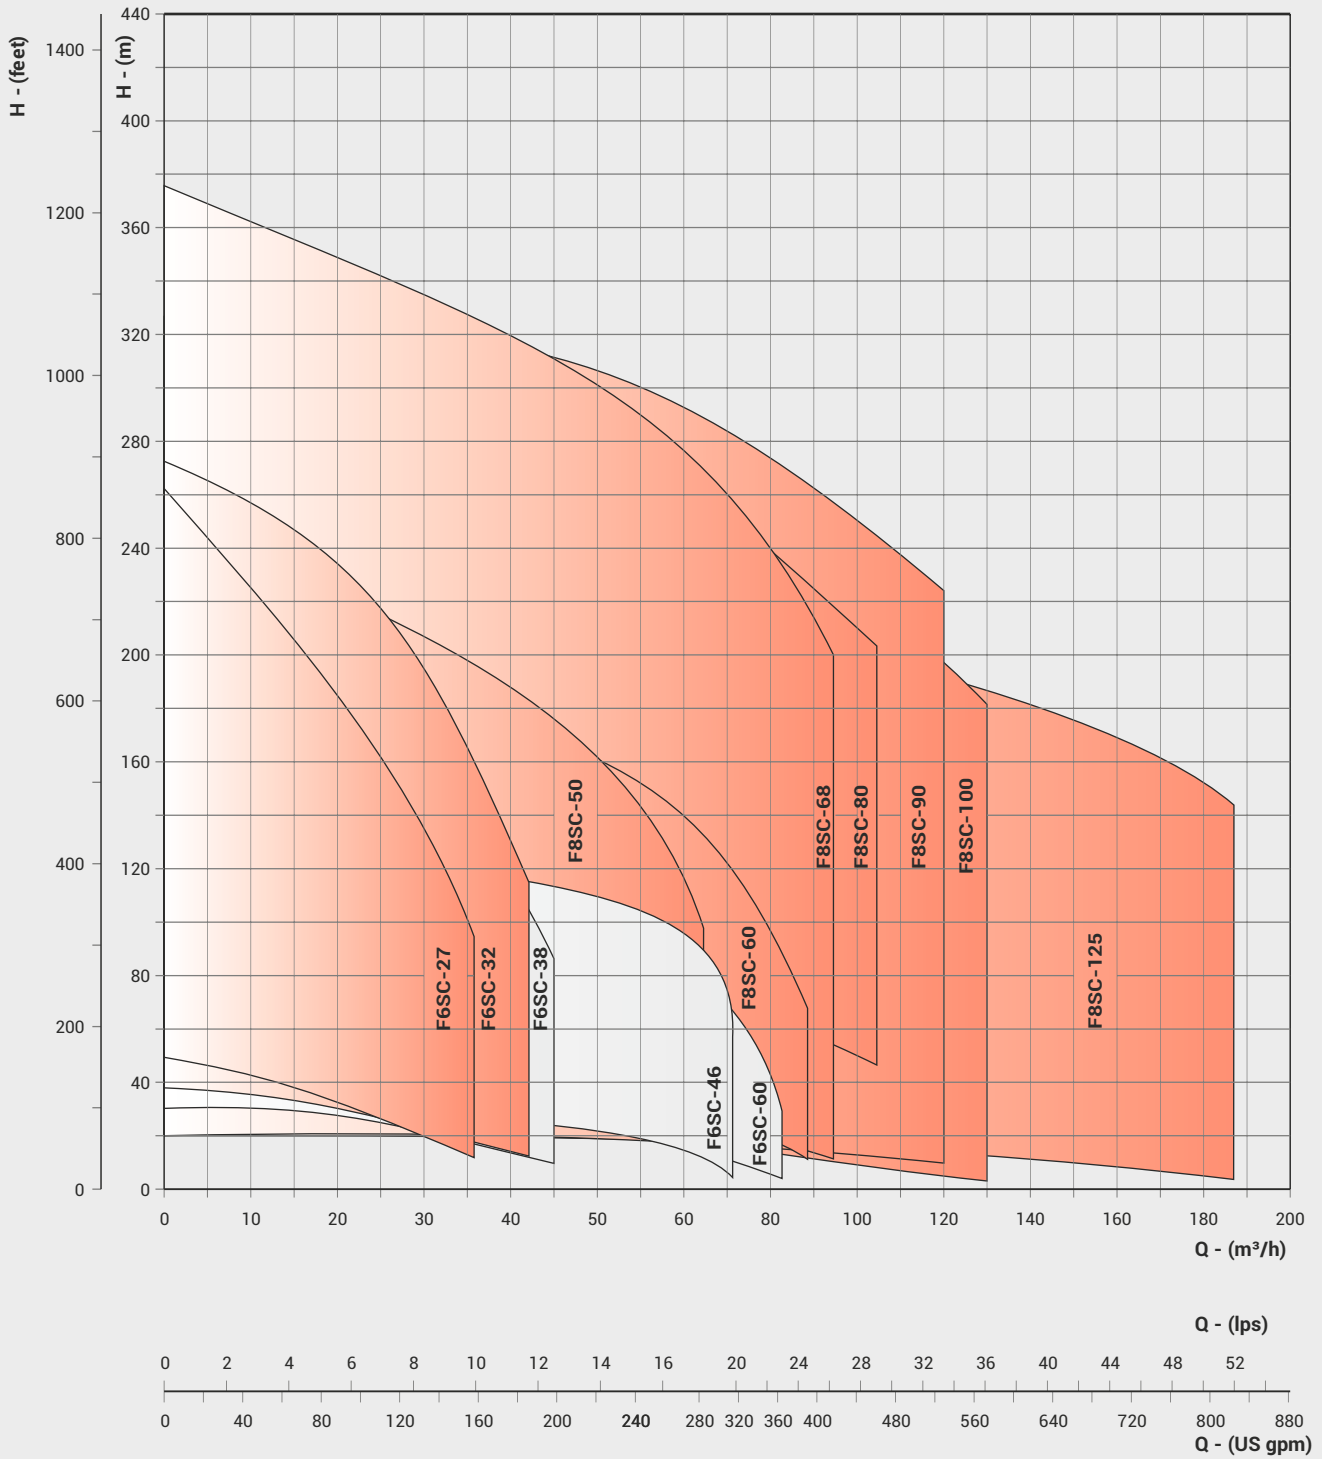 H - (feet)
1400
1200
1000
800
600
400
200
0
H - (m)
440
400
360
320
280
240
200
160
120
80
40
0
F6SC-27
F6SC-32
F6SC-38
F8SC-50
F6SC-46
F8SC-60
F6SC-60
F8SC-68
F8SC-80
F8SC-90
F8SC-100
F8SC-125
0 10 20 30 40 50 60 80 100 120 140 160 180 200
Q - (m³/h)
Q - (lps)
0 2 4 6 8 10 12 14 16 20 24 28 32 36 40 44 48 52
0 40 80 120 160 200 240 280 320 360 400 480 560 640 720 800 880
Q - (US gpm)